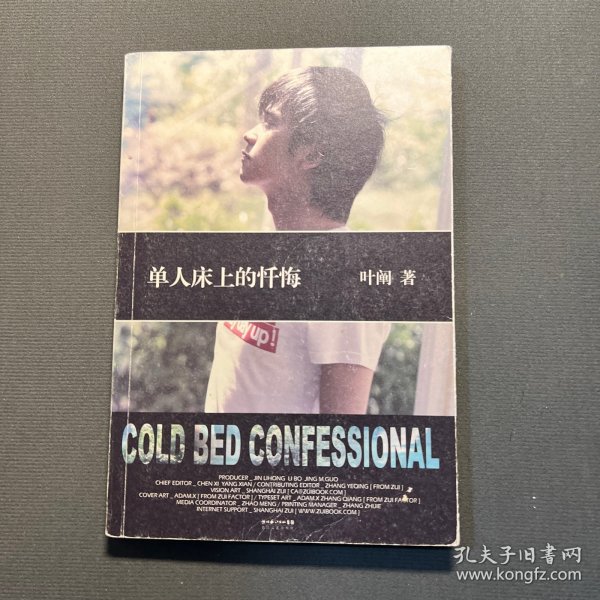 单人床上的忏悔 叶阐 著
up!
COLD BED CONFESSIONAL
PRODUCER _ JIN LIHONG LI BO JING M.GUO
CHIEF EDITOR _ CHEN XI YANG XIAN / CONTRIBUTING EDITOR _ ZHANG YEQING [ FROM ZUI ]
VISION ART _ SHANGHAI ZUI [ CA@ZUIBOOK.COM ]
COVER ART _ ADAM.X [ FROM ZUI FACTOR ] / TYPESET ART _ ADAM.X ZHANG QIANG [ FROM ZUI FACTOR ]
MEDIA COORDINATOR _ ZHAO MENG / PRINTING MANAGER _ ZHANG ZHIJIE
INTERNET SUPPORT _ SHANGHAI ZUI [ WWW.ZUIBOOK.COM ]
孔夫子旧书网
www.kongfz.com